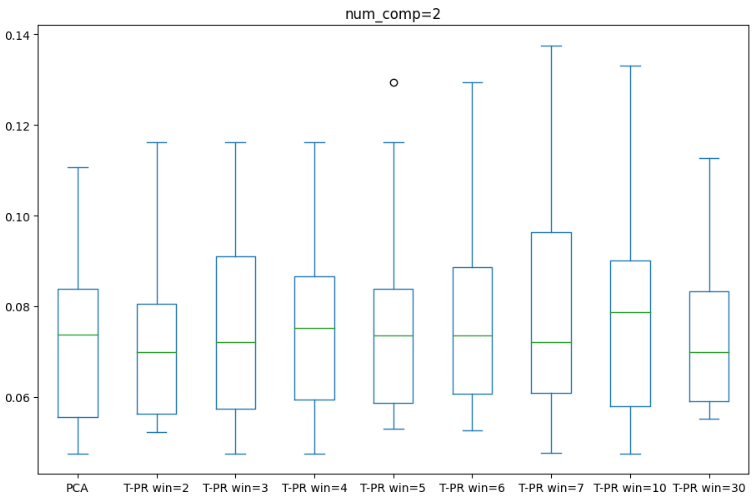 num_comp=2
0.14
0.12
0.10
0.08
0.06
PCA T-PR win=2 T-PR win=3 T-PR win=4 T-PR win=5 T-PR win=6 T-PR win=7 T-PR win=10 T-PR win=30